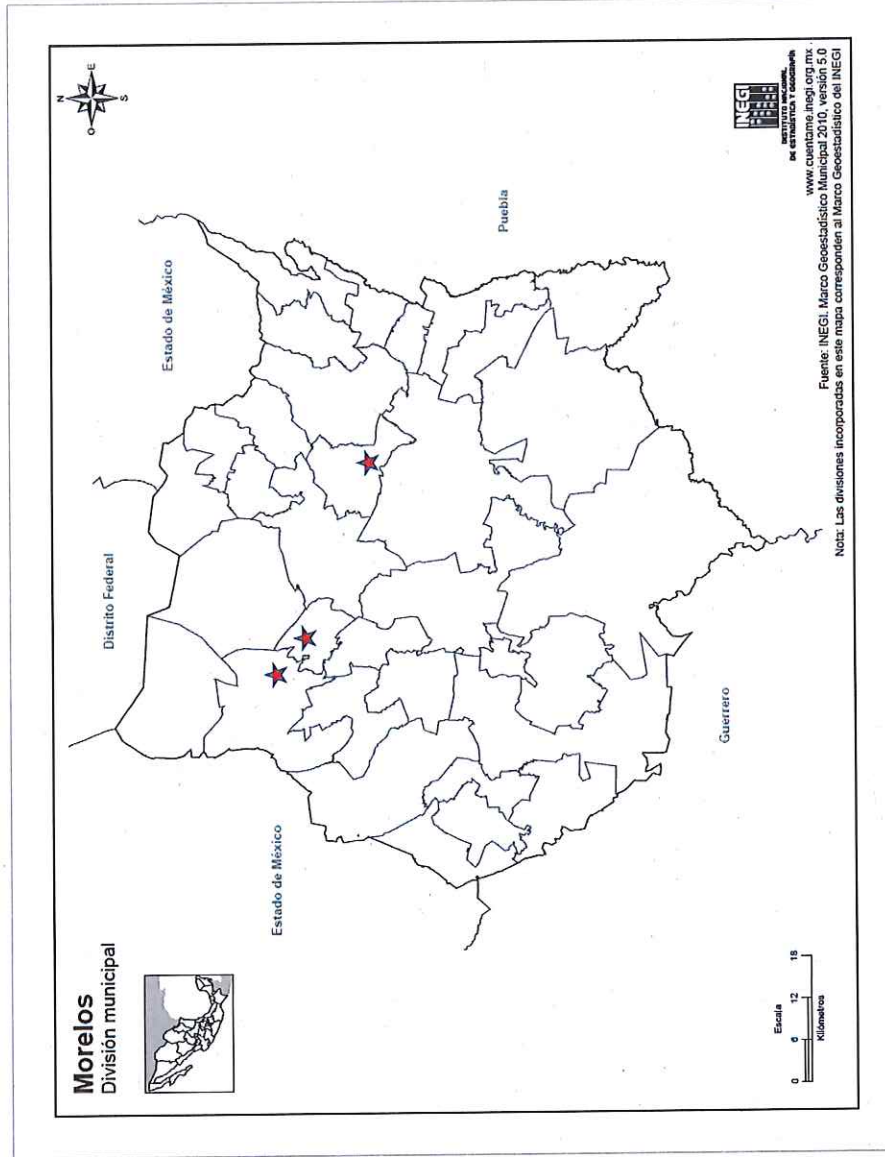 Morelos
División municipal
N
E
S
O
Estado de México
Distrito Federal
Estado de México
Puebla
Guerrero
Escala
0 6 12 18
Kilómetros
INEGI
INSTITUTO NACIONAL
DE ESTADÍSTICA Y GEOGRAFÍA
www.cuentame.inegi.org.mx
Fuente: INEGI. Marco Geoestadístico Municipal 2010, versión 5.0
Nota: Las divisiones incorporadas en este mapa corresponden al Marco Geoestadístico del INEGI